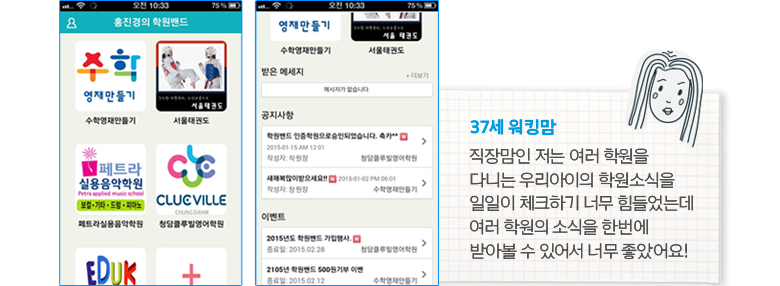 오전 10:33
75%
홍진경의 학원밴드
수학
영재만들기
수학영재만들기
서울태권도
서울태권도
페트라
실용음악학원
Petra applied music school
보컬·기타·드럼·피아노
페트라실용음악학원
CLUEVILLE
CHUNG DAHM
청담클루빌영어학원
EDUK
+
오전 10:33
75%
영재만들기
수학영재만들기
서울태권도
서울태권도
받은 메세지
+ 더보기
메시지가 없습니다.
공지사항
학원밴드 인증학원으로승인되었습니다. 축카^^ N
2015-01-15 AM 12:01
작성자: 작원장
청담클루빌영어학원
새해복많이받으세요!! N 2015-01-02 PM 06:01
작성자: 잠원장
수학영재만들기
이벤트
2015년도 학원밴드 가입행사. N
종료일: 2015.02.28
청담클루빌영어학원
2105년 학원밴드 500원기부 이벤
종료일: 2015.02.12
수학영재만들기
37세 워킹맘
직장맘인 저는 여러 학원을
다니는 우리아이의 학원소식을
일일이 체크하기 너무 힘들었는데
여러 학원의 소식을 한번에
받아볼 수 있어서 너무 좋았어요!